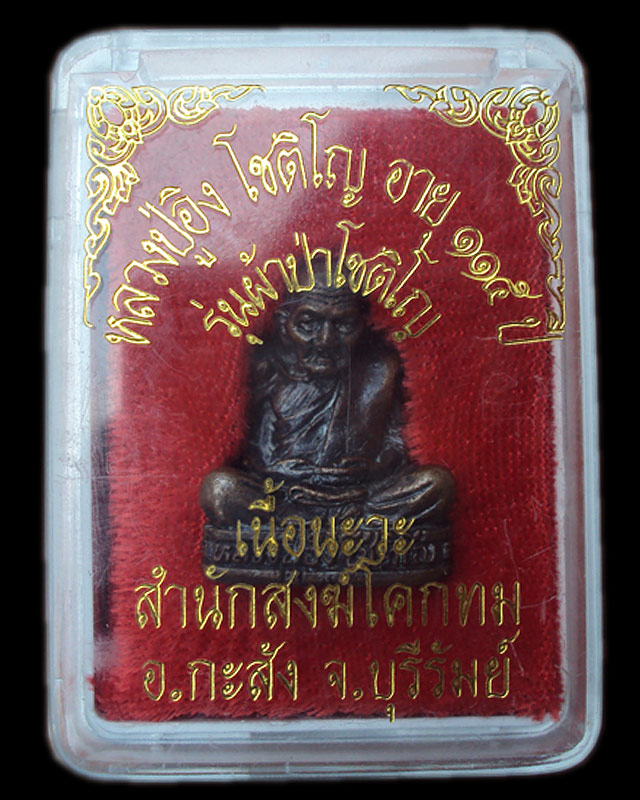 หลวงปู่อิง โชติโญ อายุ ๑๑๕ ปี
รุ่นผ้าป่าโชติโญ
เนื้อนะวะ
สำนักสงฆ์โคกทม
อ.กะสัง จ.บุรีรัมย์